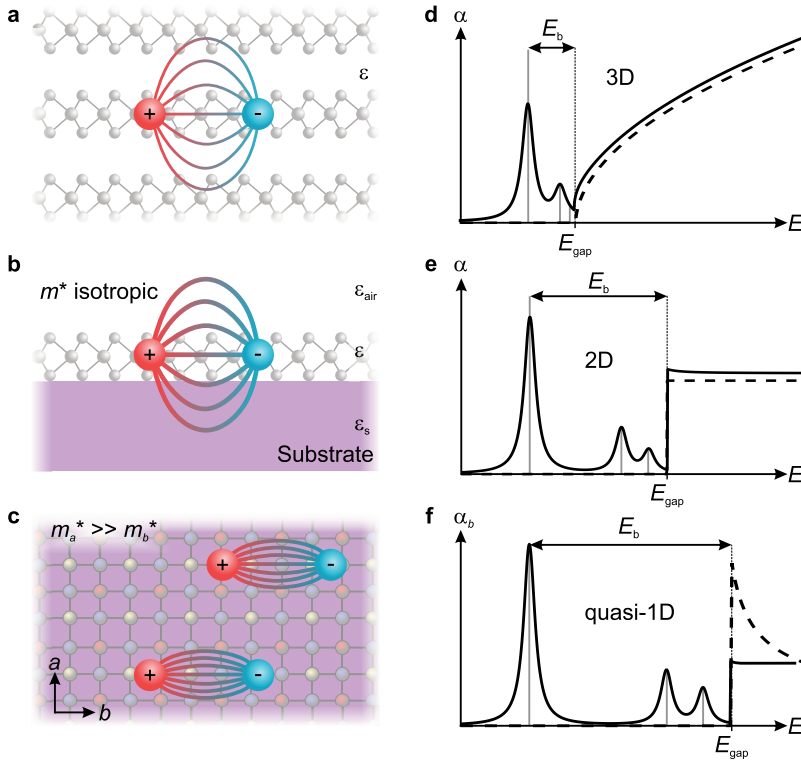 a
ε
+
-
b
m* isotropic
ε_air
+
-
ε
ε_s
Substrate
c
m_a* >> m_b*
+
-
+
-
a
b
d
α
E_b
3D
E
E_gap
e
α
E_b
2D
E
E_gap
f
α_b
E_b
quasi-1D
E
E_gap